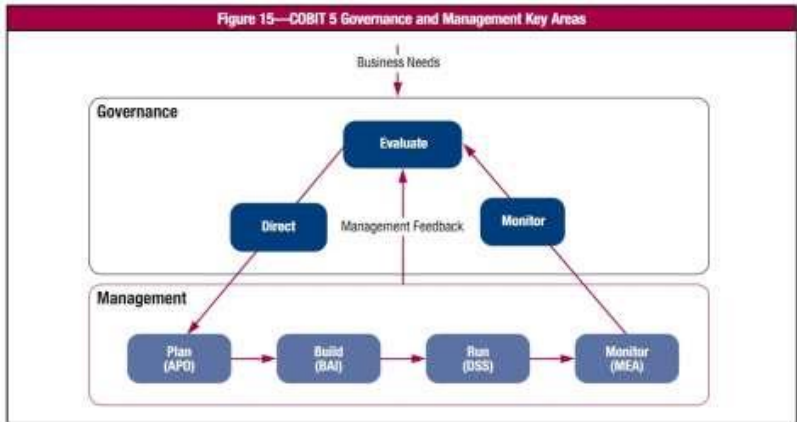 Figure 15—COBIT 5 Governance and Management Key Areas
Business Needs
Governance
Evaluate
Direct
Management Feedback
Monitor
Management
Plan
(APO)
Build
(BAI)
Run
(DSS)
Monitor
(MEA)